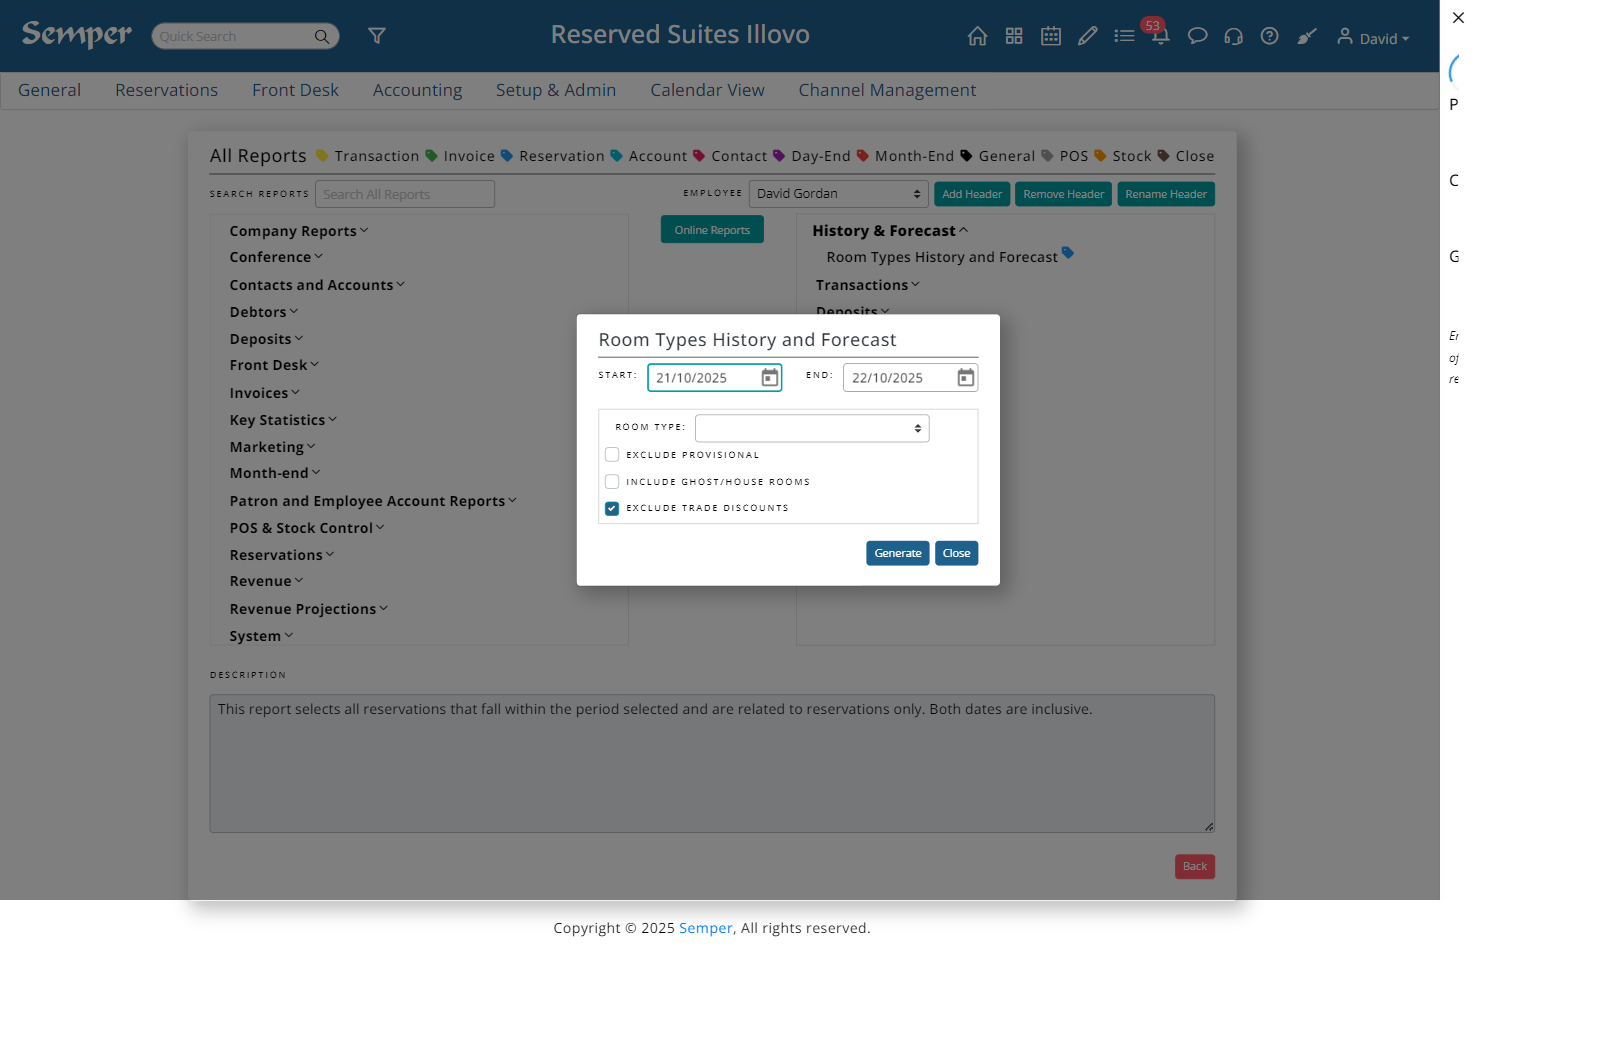 Semper
Quick Search
Reserved Suites Illovo
53
David
General Reservations Front Desk Accounting Setup & Admin Calendar View Channel Management
All Reports Transaction Invoice Reservation Account Contact Day-End Month-End General POS Stock Close
SEARCH REPORTS Search All Reports
EMPLOYEE David Gordan Add Header Remove Header Rename Header
Company Reports
Conference
Contacts and Accounts
Debtors
Deposits
Front Desk
Invoices
Key Statistics
Marketing
Month-end
Patron and Employee Account Reports
POS & Stock Control
Reservations
Revenue
Revenue Projections
System
Online Reports
History & Forecast
Room Types History and Forecast
Transactions
Deposits
Room Types History and Forecast
START: 21/10/2025 END: 22/10/2025
ROOM TYPE:
EXCLUDE PROVISIONAL
INCLUDE GHOST/HOUSE ROOMS
EXCLUDE TRADE DISCOUNTS
Generate Close
DESCRIPTION
This report selects all reservations that fall within the period selected and are related to reservations only. Both dates are inclusive.
Back
Copyright © 2025 Semper, All rights reserved.
P
of
re